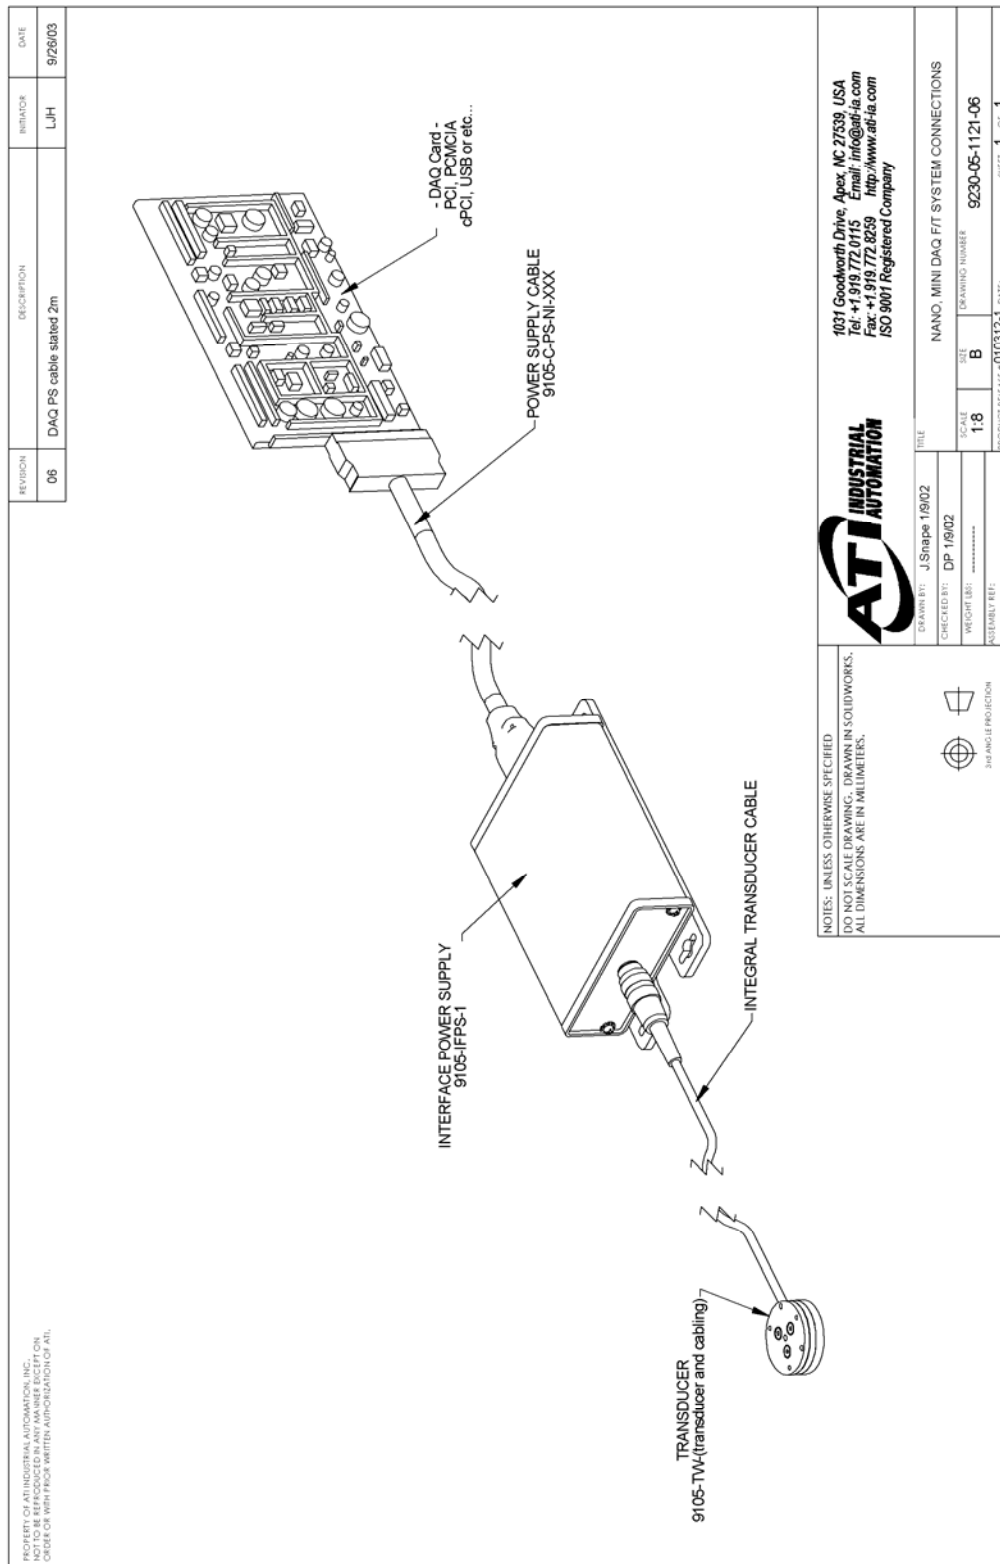 PROPERTY OF ATI INDUSTRIAL AUTOMATION, INC.
NOT TO BE REPRODUCED IN ANY MANNER EXCEPT ON
ORDER OR WITH PRIOR WRITTEN AUTHORIZATION OF ATI.
REVISION
DESCRIPTION
INITIATOR
DATE
06
DAQ PS cable stated 2m
LJH
9/26/03
- DAQ Card -
PCI, PCMCIA
cPCI, USB or etc...
POWER SUPPLY CABLE
9105-C-PS-NI-XXX
INTERFACE POWER SUPPLY
9105-IFPS-1
INTEGRAL TRANSDUCER CABLE
TRANSDUCER
9105-TW-(transducer and cabling)
NOTES: UNLESS OTHERWISE SPECIFIED
DO NOT SCALE DRAWING. DRAWN IN SOLIDWORKS.
ALL DIMENSIONS ARE IN MILLIMETERS.
3rd ANGLE PROJECTION
ATI INDUSTRIAL
AUTOMATION
1031 Goodworth Drive, Apex, NC 27539, USA
Tel: +1.919.772.0115 Email: info@ati-ia.com
Fax: +1.919.772.8259 http://www.ati-ia.com
ISO 9001 Registered Company
DRAWN BY: J.Snape 1/9/02
CHECKED BY: DP 1/9/02
WEIGHT LBS: -----------
ASSEMBLY REF:
TITLE
NANO, MINI DAQ F/T SYSTEM CONNECTIONS
SCALE
1:8
SIZE
B
DRAWING NUMBER
9230-05-1121-06